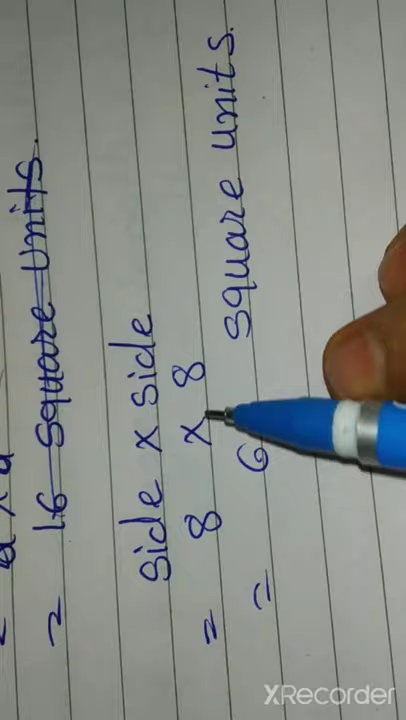 = 16 square units.
side x side
= 8 x 8
= 6 square units.
XRecorder